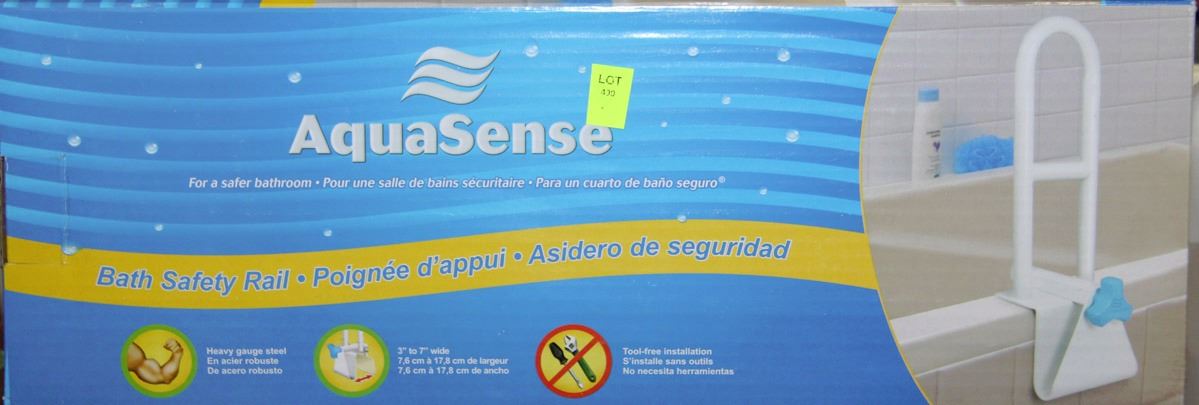 LOT
AquaSense
For a safer bathroom • Pour une salle de bains sécuritaire • Para un cuarto de baño seguro®
Bath Safety Rail • Poignée d'appui • Asidero de seguridad
Heavy gauge steel
En acier robuste
De acero robusto
3" to 7" wide
7,6 cm à 17,8 cm de largeur
7,6 cm à 17,8 cm de ancho
Tool-free installation
S'installe sans outils
No necesita herramientas